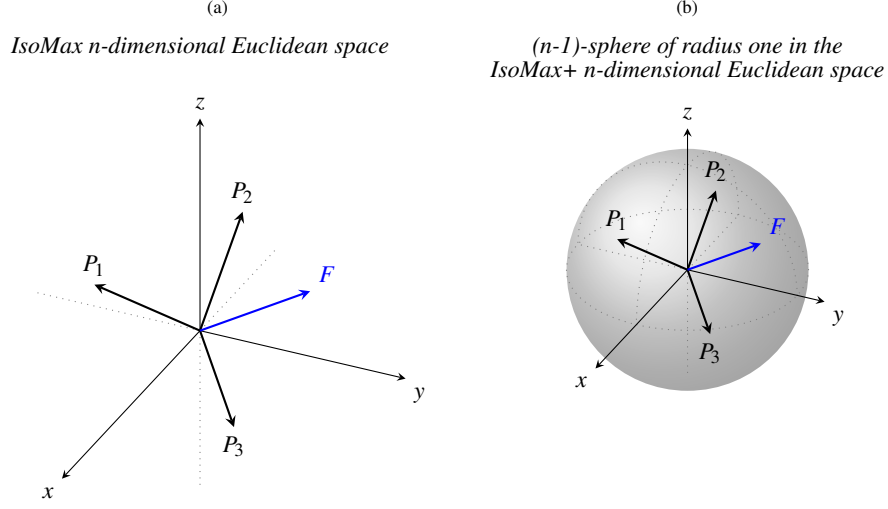 (a)
IsoMax n-dimensional Euclidean space
z
P2
P1
F
y
P3
x
(b)
(n-1)-sphere of radius one in the
IsoMax+ n-dimensional Euclidean space
z
P2
P1
F
y
P3
x